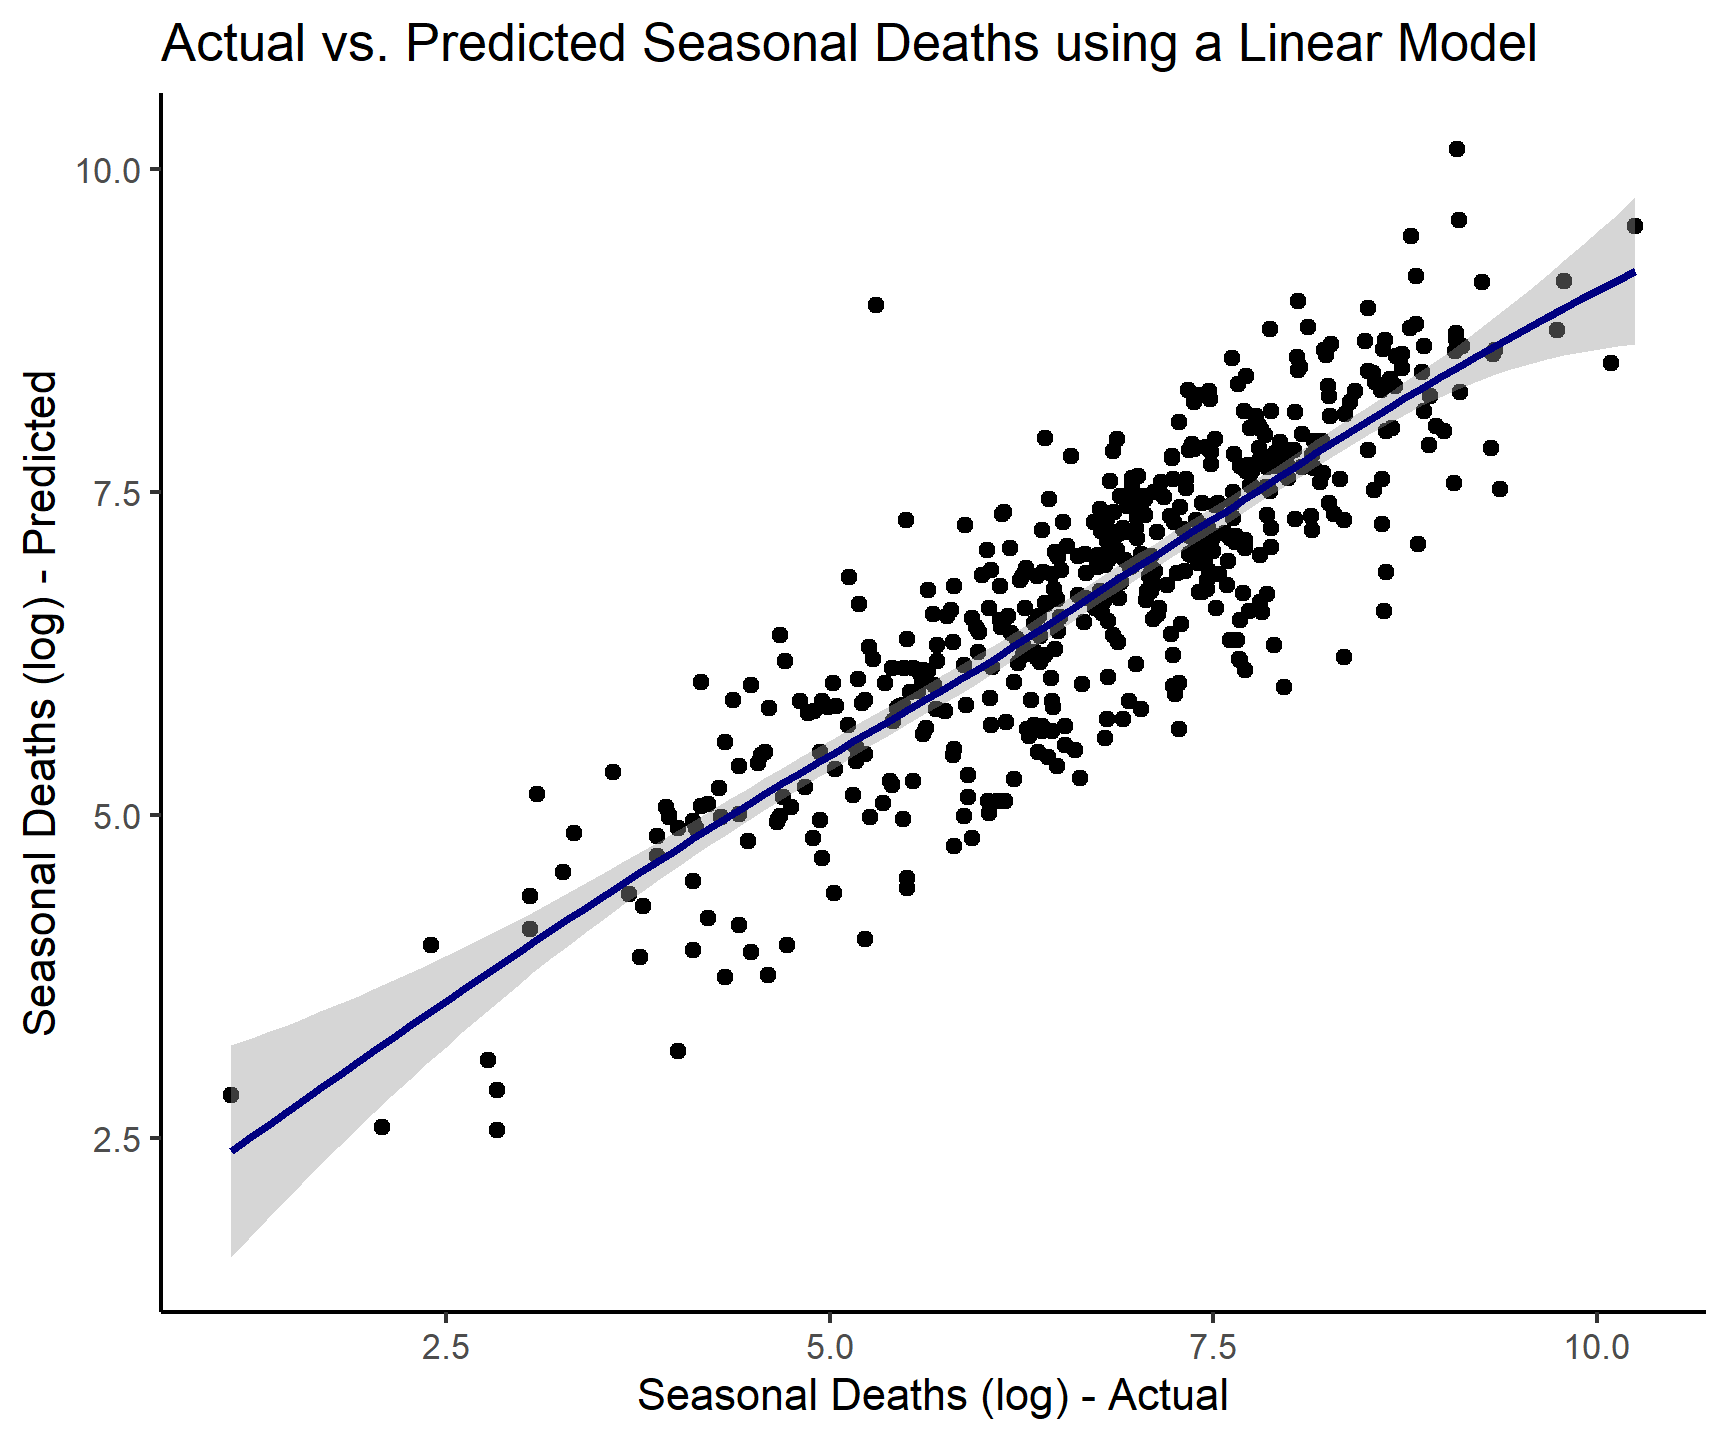 Actual vs. Predicted Seasonal Deaths using a Linear Model
Seasonal Deaths (log) - Predicted
10.0
7.5
5.0
2.5
2.5 5.0 7.5 10.0
Seasonal Deaths (log) - Actual